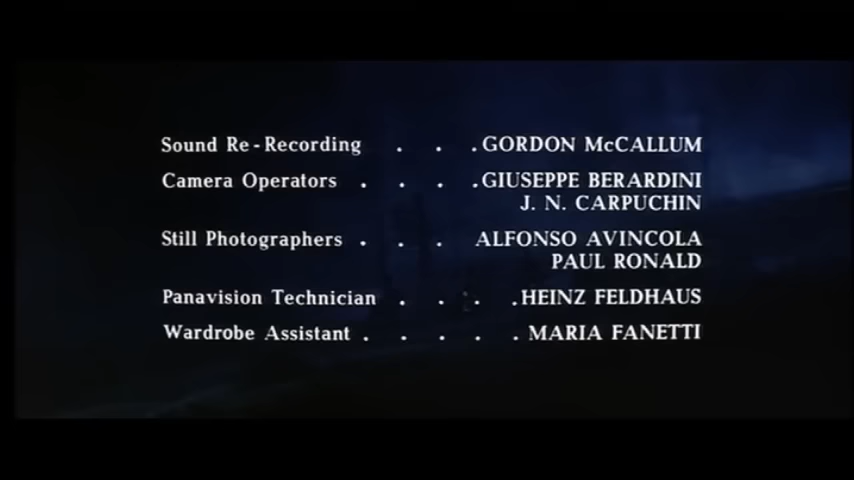 Sound Re-Recording . . . GORDON McCALLUM
Camera Operators . . . . GIUSEPPE BERARDINI
J. N. CARPUCHIN
Still Photographers . . . ALFONSO AVINCOLA
PAUL RONALD
Panavision Technician . . . . HEINZ FELDHAUS
Wardrobe Assistant . . . . . MARIA FANETTI